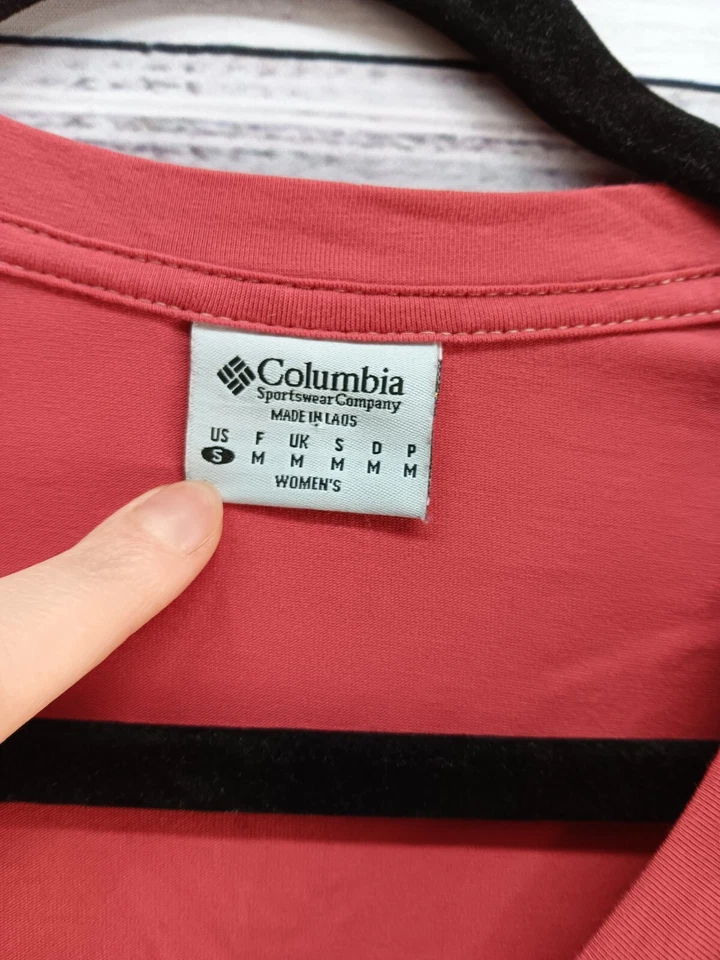 Columbia
Sportswear Company
MADE IN LAOS
US F UK S D P
S M M M M M
WOMEN'S